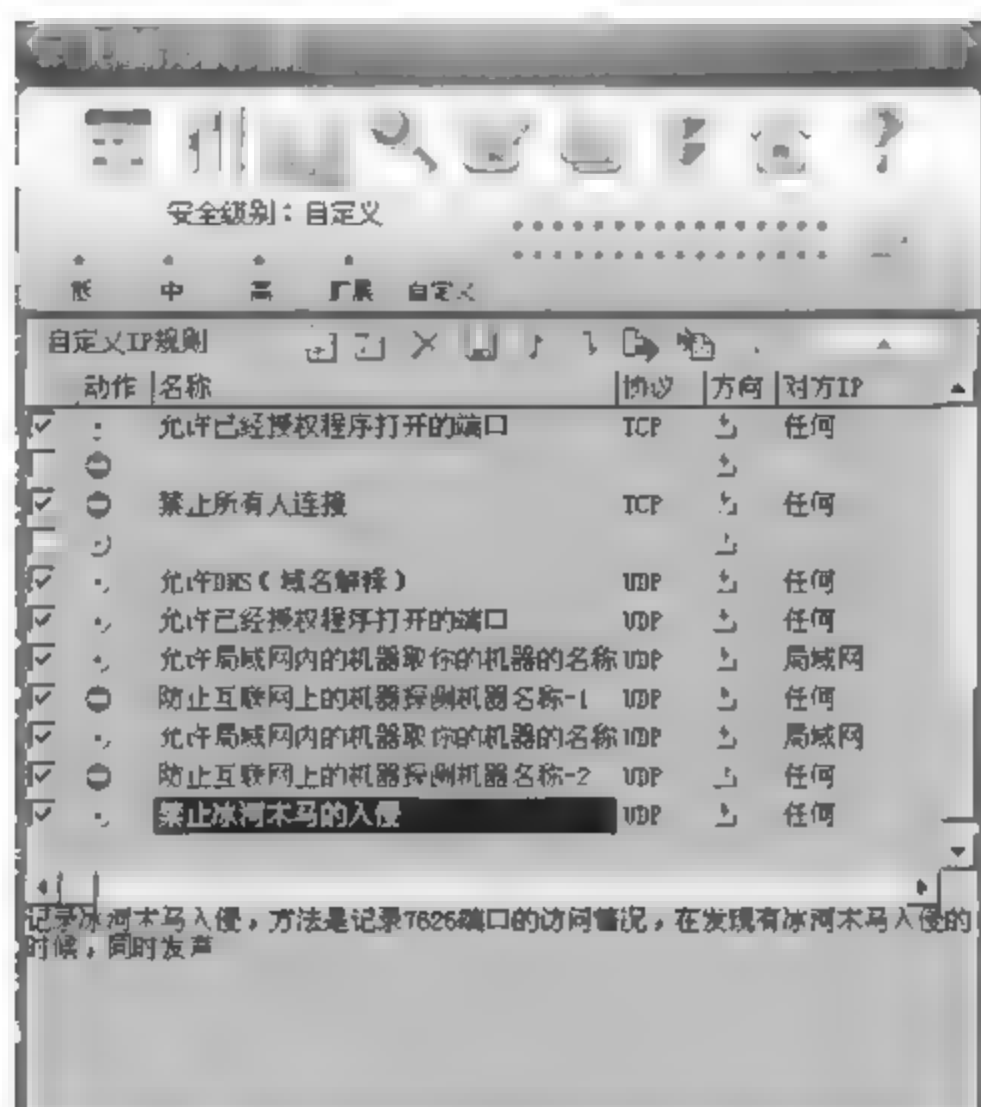 安全级别：自定义
低 中 高 扩展 自定义
自定义IP规则
动作 名称 协议 方向 对方IP
允许已经授权程序打开的端口 TCP 任何
禁止所有人连接 TCP 任何
允许DNS(域名解释) UDP 任何
允许已经授权程序打开的端口 UDP 任何
允许局域网内的机器取你的机器的名称 UDP 局域网
防止互联网上的机器探测机器名称-1 UDP 任何
允许局域网内的机器取你的机器的名称 UDP 局域网
防止互联网上的机器探测机器名称-2 UDP 任何
禁止冰河木马的入侵 UDP 任何
记录冰河木马入侵，方法是记录7626端口的访问情况，在发现有冰河木马入侵的
时候，同时发声